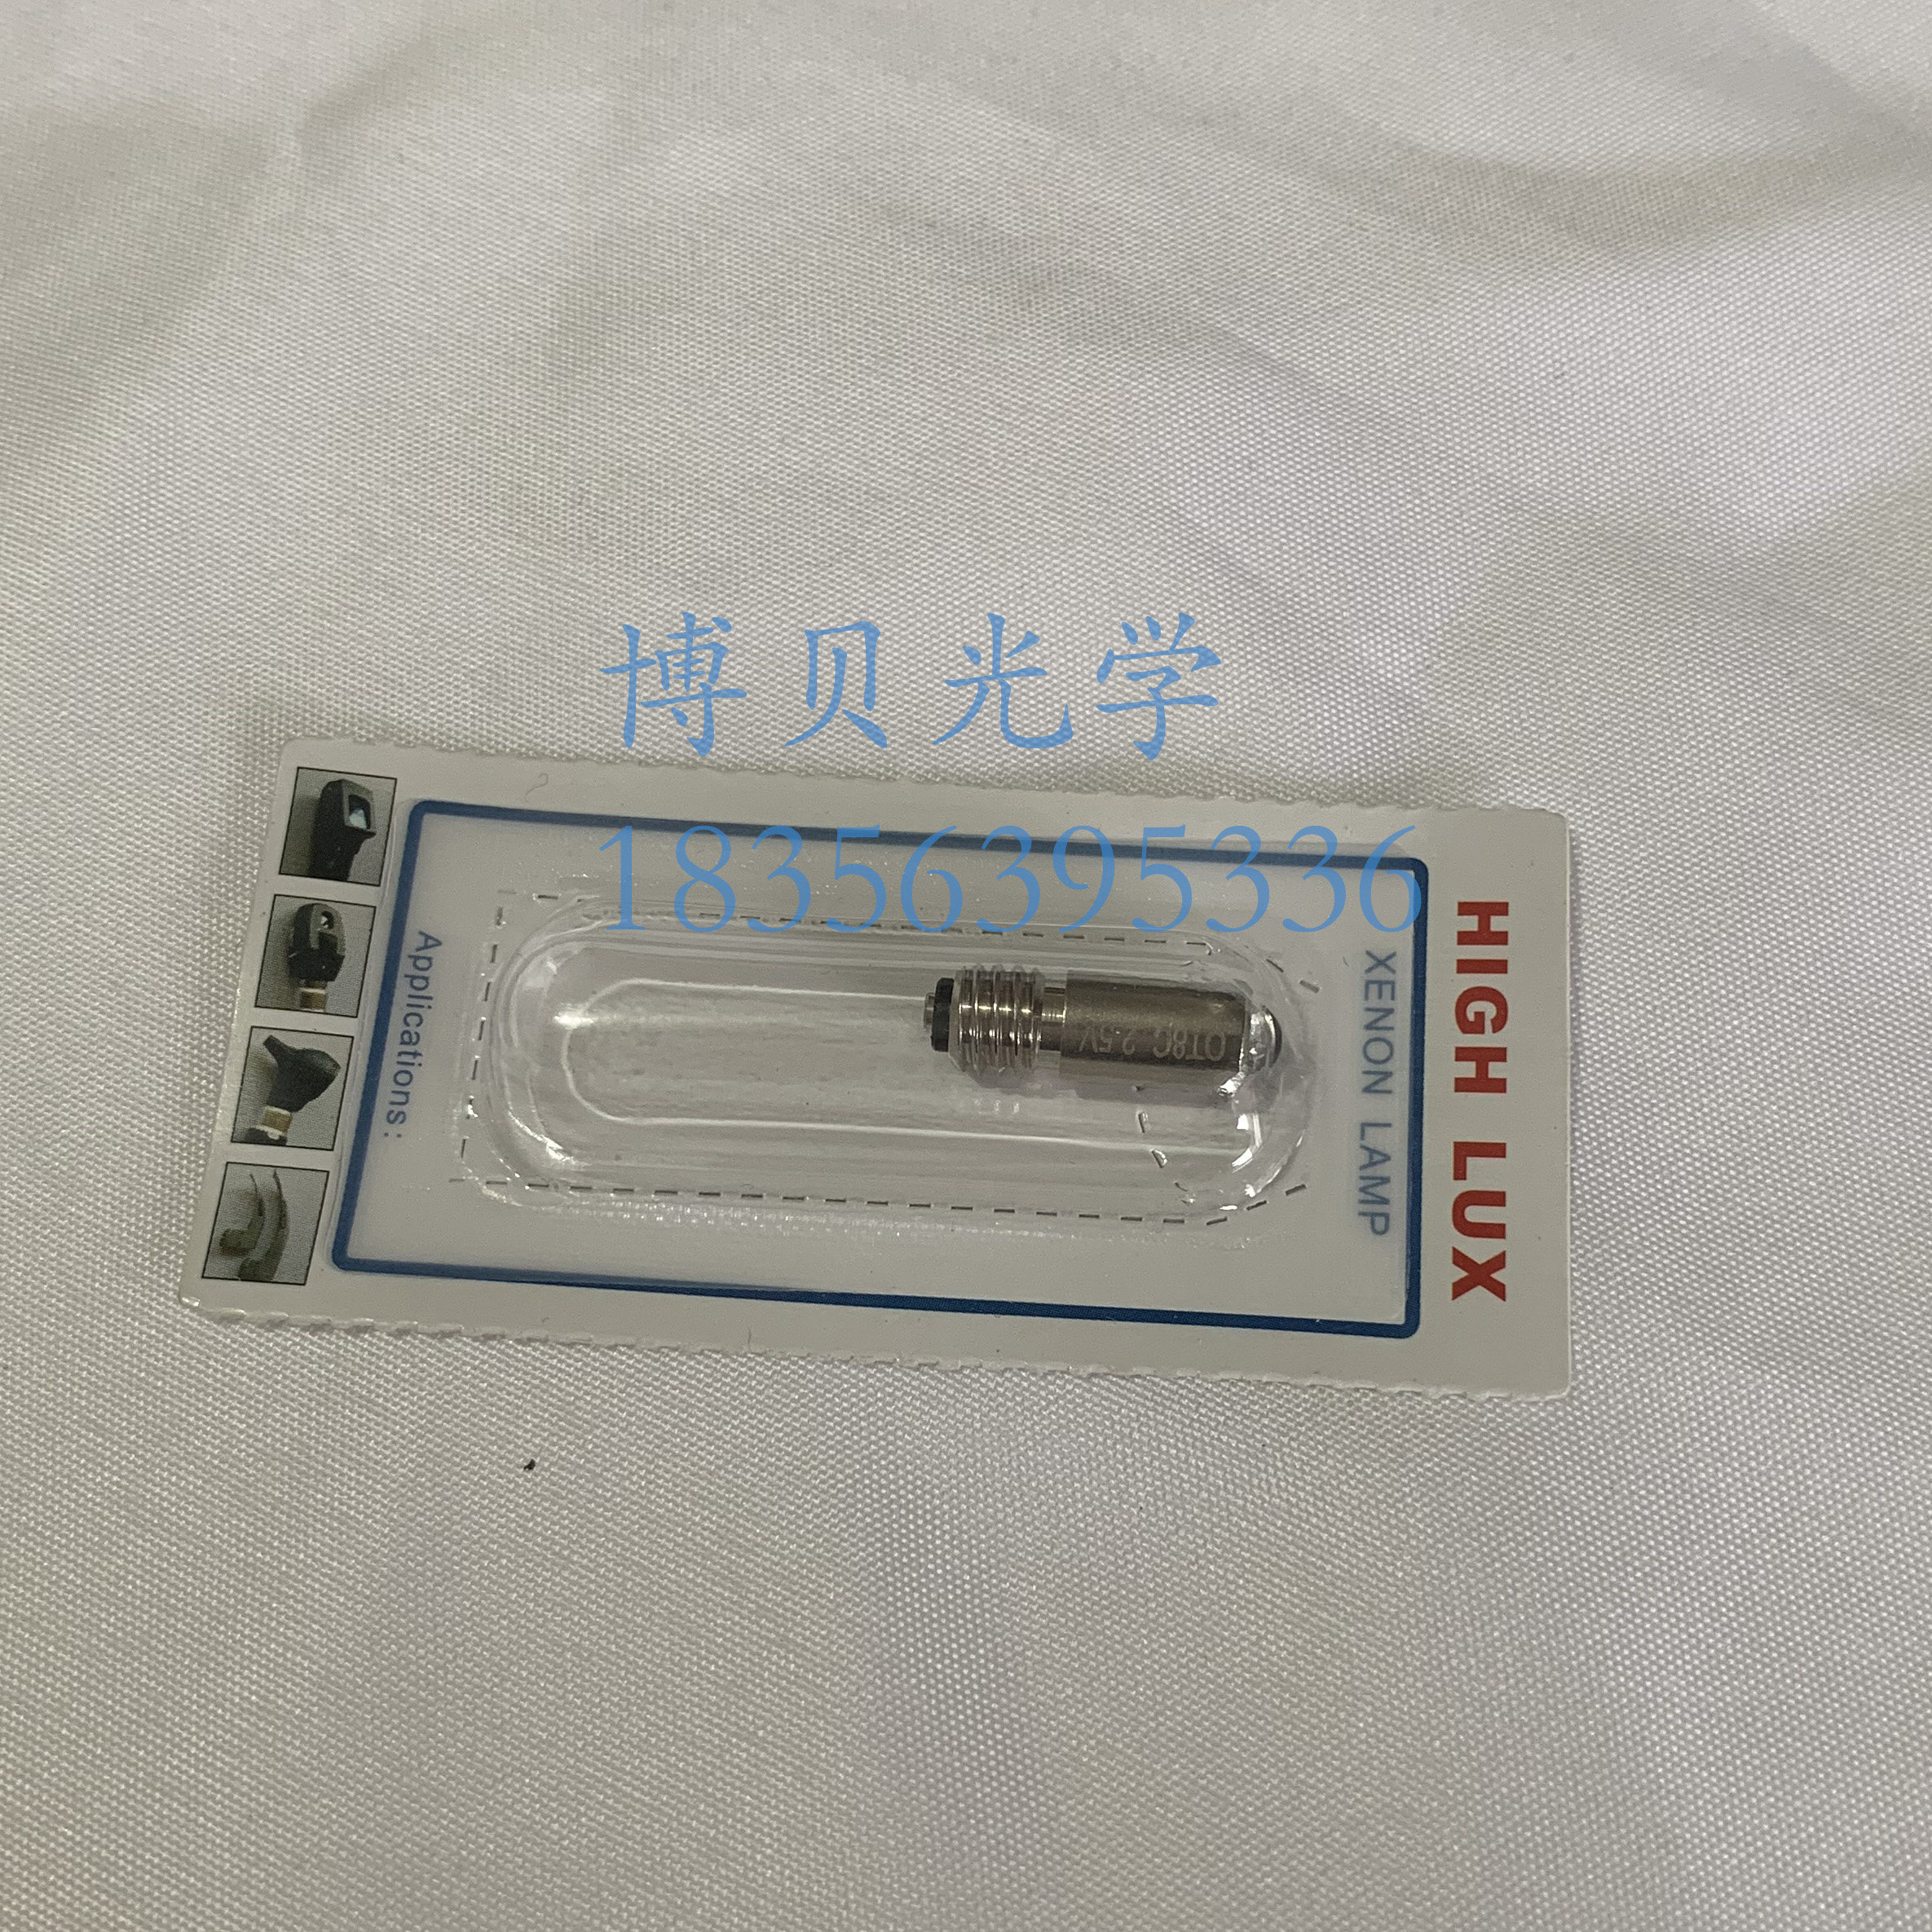 博贝光学
18356395336
HIGH LUX
XENON LAMP
OT8C 2.5V
Applications: